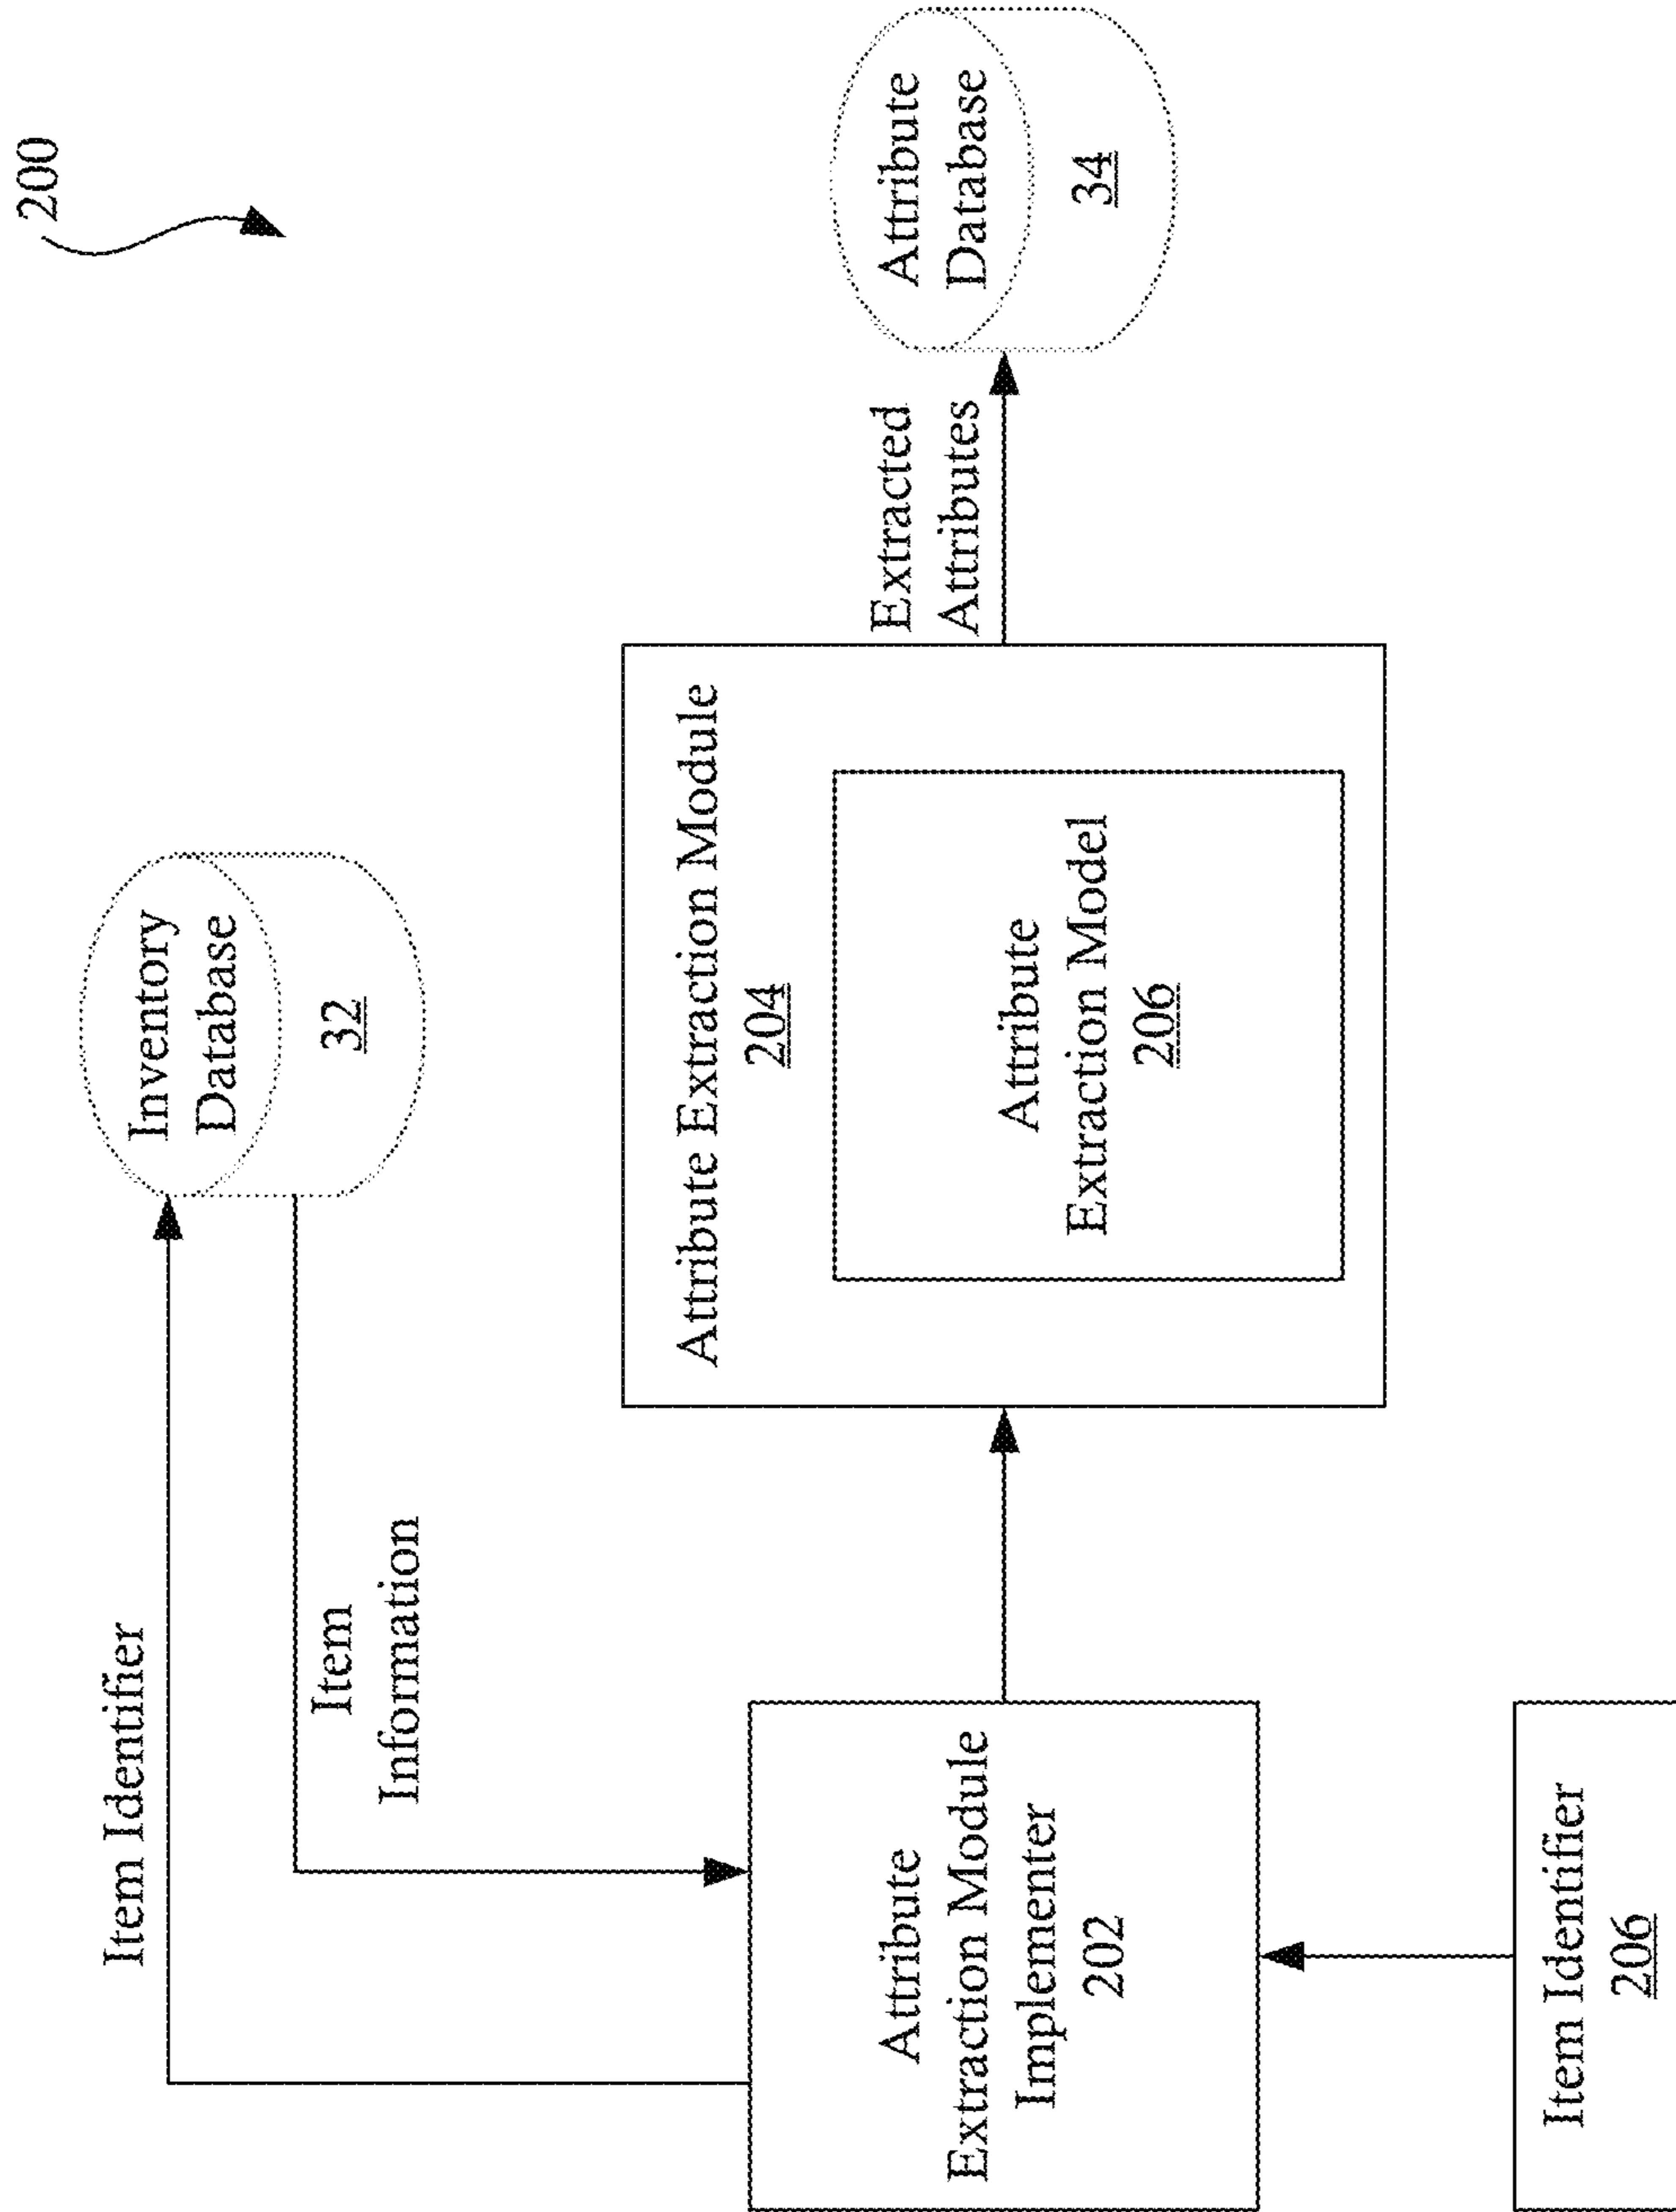 200
Item Identifier
Inventory
Database
32
Item
Information
Attribute
Extraction Module
Implementer
202
Attribute Extraction Module
204
Attribute
Extraction Model
206
Extracted
Attributes
Attribute
Database
34
Item Identifier
206